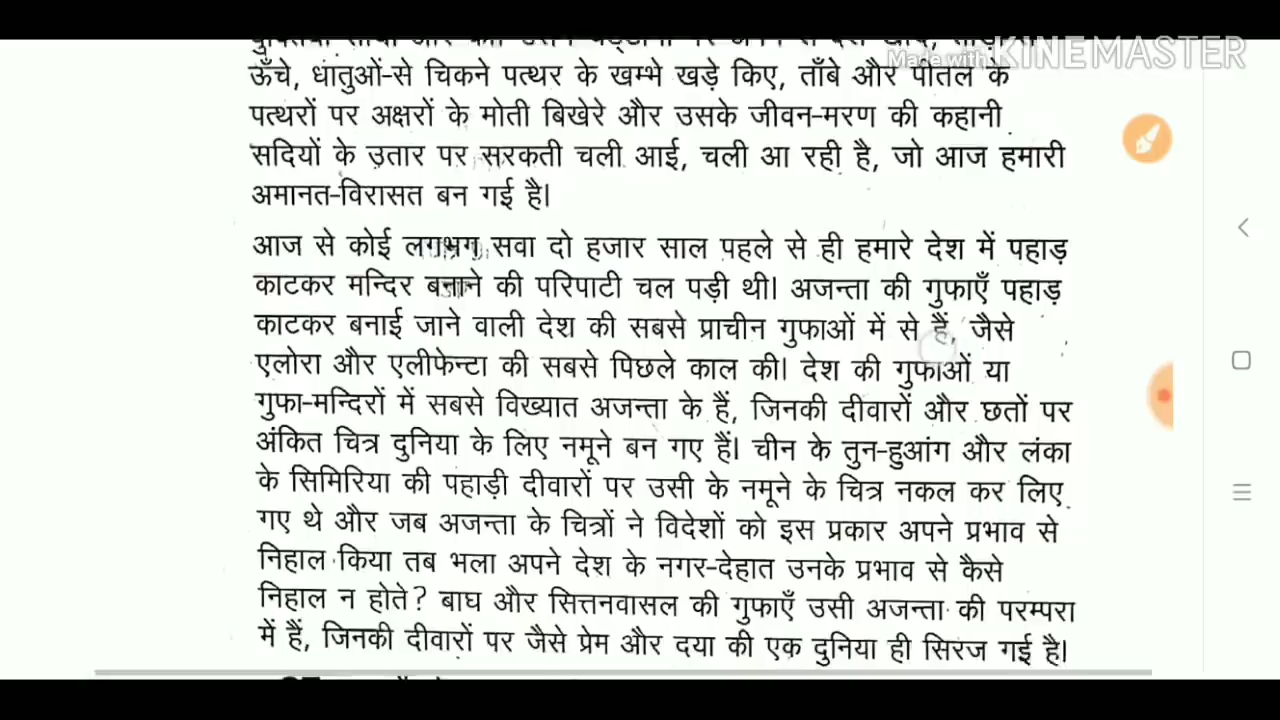 Made with KINEMASTER
ऊँचे, धातुओं-से चिकने पत्थर के खम्भे खड़े किए, ताँबे और पीतल के
पत्थरों पर अक्षरों के मोती बिखेरे और उसके जीवन-मरण की कहानी
सदियों के उतार पर सरकती चली आई, चली आ रही है, जो आज हमारी
अमानत-विरासत बन गई है।
आज से कोई लगभग सवा दो हजार साल पहले से ही हमारे देश में पहाड़
काटकर मन्दिर बनाने की परिपाटी चल पड़ी थी। अजन्ता की गुफाएँ पहाड़
काटकर बनाई जाने वाली देश की सबसे प्राचीन गुफाओं में से हैं, जैसे
एलोरा और एलीफेन्टा की सबसे पिछले काल की। देश की गुफाओं या
गुफा-मन्दिरों में सबसे विख्यात अजन्ता के हैं, जिनकी दीवारों और छतों पर
अंकित चित्र दुनिया के लिए नमूने बन गए हैं। चीन के तुन-हुआंग और लंका
के सिमिरिया की पहाड़ी दीवारों पर उसी के नमूने के चित्र नकल कर लिए
गए थे और जब अजन्ता के चित्रों ने विदेशों को इस प्रकार अपने प्रभाव से
निहाल किया तब भला अपने देश के नगर-देहात उनके प्रभाव से कैसे
निहाल न होते? बाघ और सित्तनवासल की गुफाएँ उसी अजन्ता की परम्परा
में हैं, जिनकी दीवारों पर जैसे प्रेम और दया की एक दुनिया ही सिरज गई है।